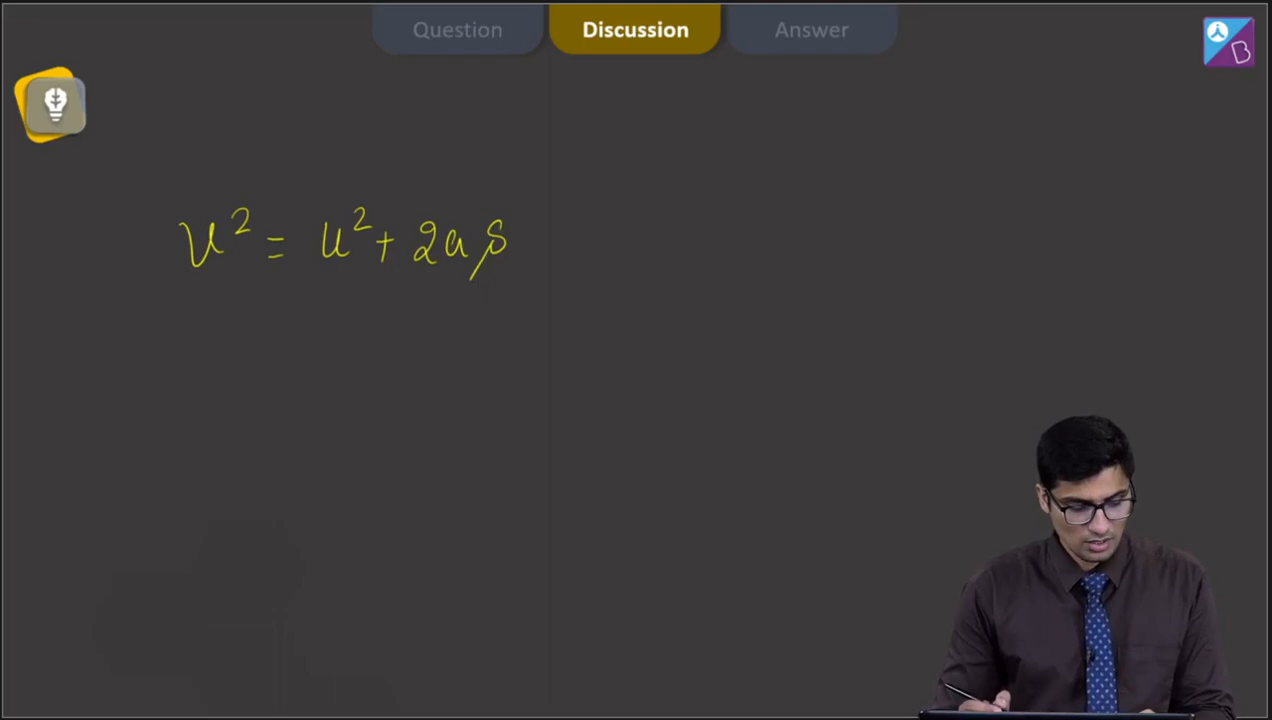 Question
Discussion
Answer
B
v² = u² + 2as